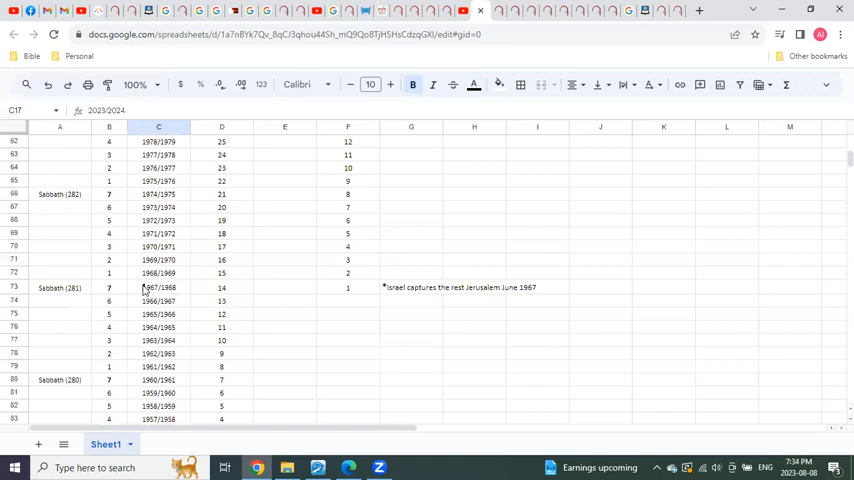 docs.google.com/spreadsheets/d/1a7nBYk7Qv_8qCJ3qhou44Sh_mQ9QoBTjH5HsCdzqGXI/edit#gid=0
Bible Personal Other bookmarks
100% $ % .0 .00 123 Calibri 10 B I A
C17 fx 2023/2024
A B C D E F G H I J K L M
62 4 1978/1979 25 12
63 3 1977/1978 24 11
64 2 1976/1977 23 10
65 1 1975/1976 22 9
66 Sabbath (282) 7 1974/1975 21 8
67 6 1973/1974 20 7
68 5 1972/1973 19 6
69 4 1971/1972 18 5
70 3 1970/1971 17 4
71 2 1969/1970 16 3
72 1 1968/1969 15 2
73 Sabbath (281) 7 1967/1968 14 1 *Israel captures the rest Jerusalem June 1967
74 6 1966/1967 13
75 5 1965/1966 12
76 4 1964/1965 11
77 3 1963/1964 10
78 2 1962/1963 9
79 1 1961/1962 8
80 Sabbath (280) 7 1960/1961 7
81 6 1959/1960 6
82 5 1958/1959 5
83 4 1957/1958 4
Sheet1
Type here to search Earnings upcoming ENG 7:34 PM
2023-08-08